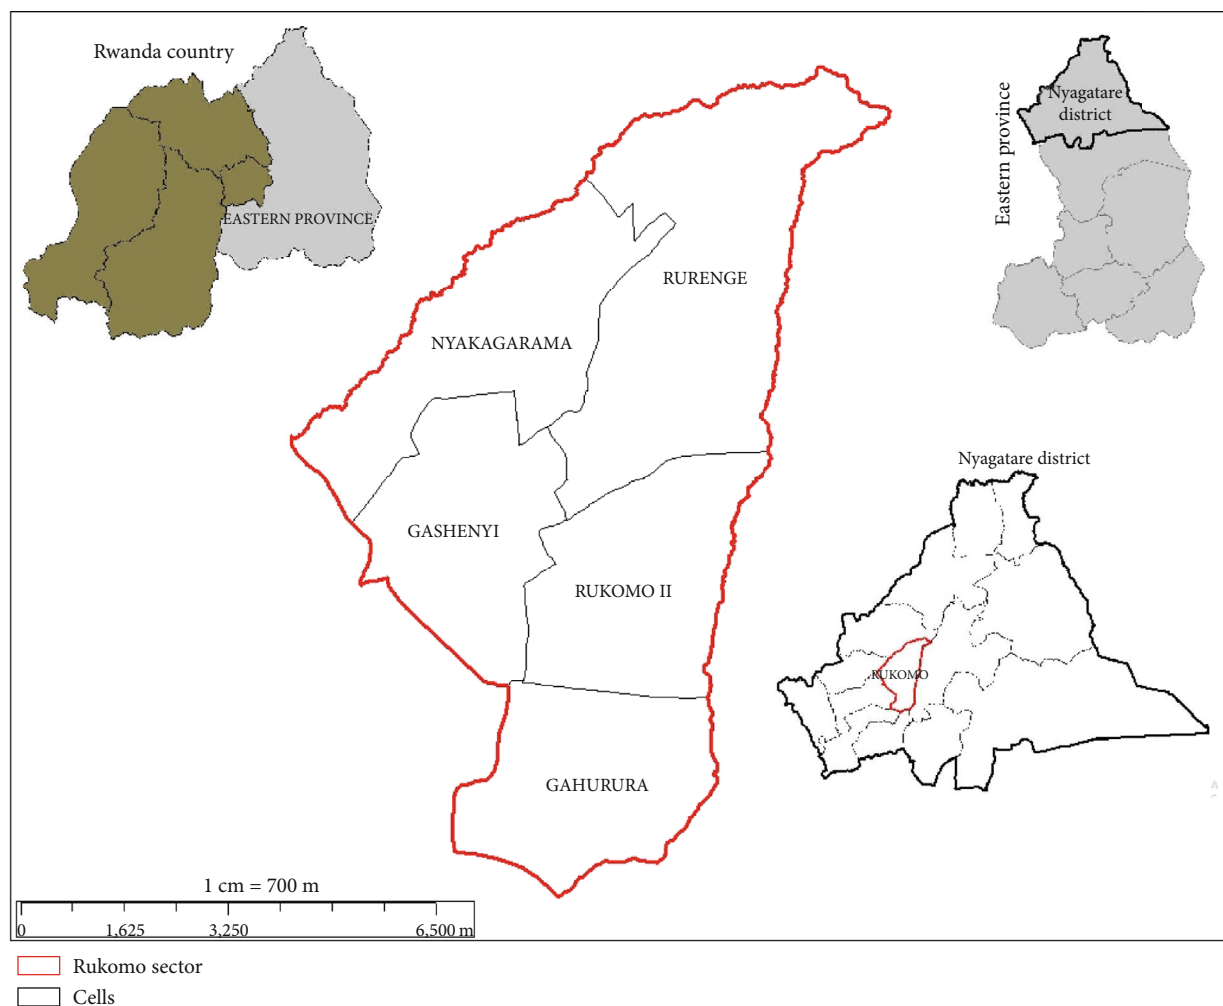 Rwanda country
EASTERN PROVINCE
Eastern province
Nyagatare
district
RURENGE
NYAKAGARAMA
GASHENYI
RUKOMO II
GAHURURA
Nyagatare district
RUKOMO
1 cm = 700 m
0 1,625 3,250 6,500 m
Rukomo sector
Cells